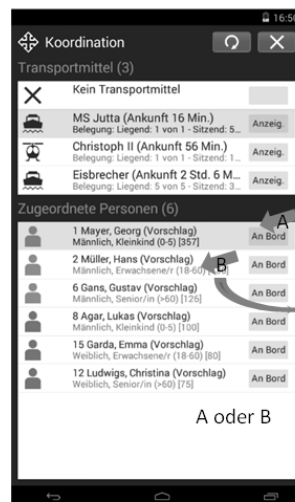 16:50
Koordination
Transportmittel (3)
Kein Transportmittel
MS Jutta (Ankunft 16 Min.)
Belegung: Liegend: 1 von 1 - Sitzend: 5...
Anzeig.
Christoph II (Ankunft 56 Min.)
Belegung: Liegend: 1 von 1 - Sitzend: 1...
Anzeig.
Eisbrecher (Ankunft 2 Std. 6 M...
Belegung: Liegend: 5 von 5 - Sitzend: 3...
Anzeig.
Zugeordnete Personen (6)
A
1 Mayer, Georg (Vorschlag)
Männlich, Kleinkind (0-5) [357]
An Bord
2 Müller, Hans (Vorschlag)
Männlich, Erwachsene/r (18-60)
B
An Bord
6 Gans, Gustav (Vorschlag)
Männlich, Senior/in (>60) [126]
An Bord
8 Agar, Lukas (Vorschlag)
Männlich, Kleinkind (0-5) [100]
An Bord
15 Garda, Emma (Vorschlag)
Weiblich, Erwachsene/r (18-60) [80]
An Bord
12 Ludwigs, Christina (Vorschlag)
Weiblich, Senior/in (>60) [75]
An Bord
A oder B